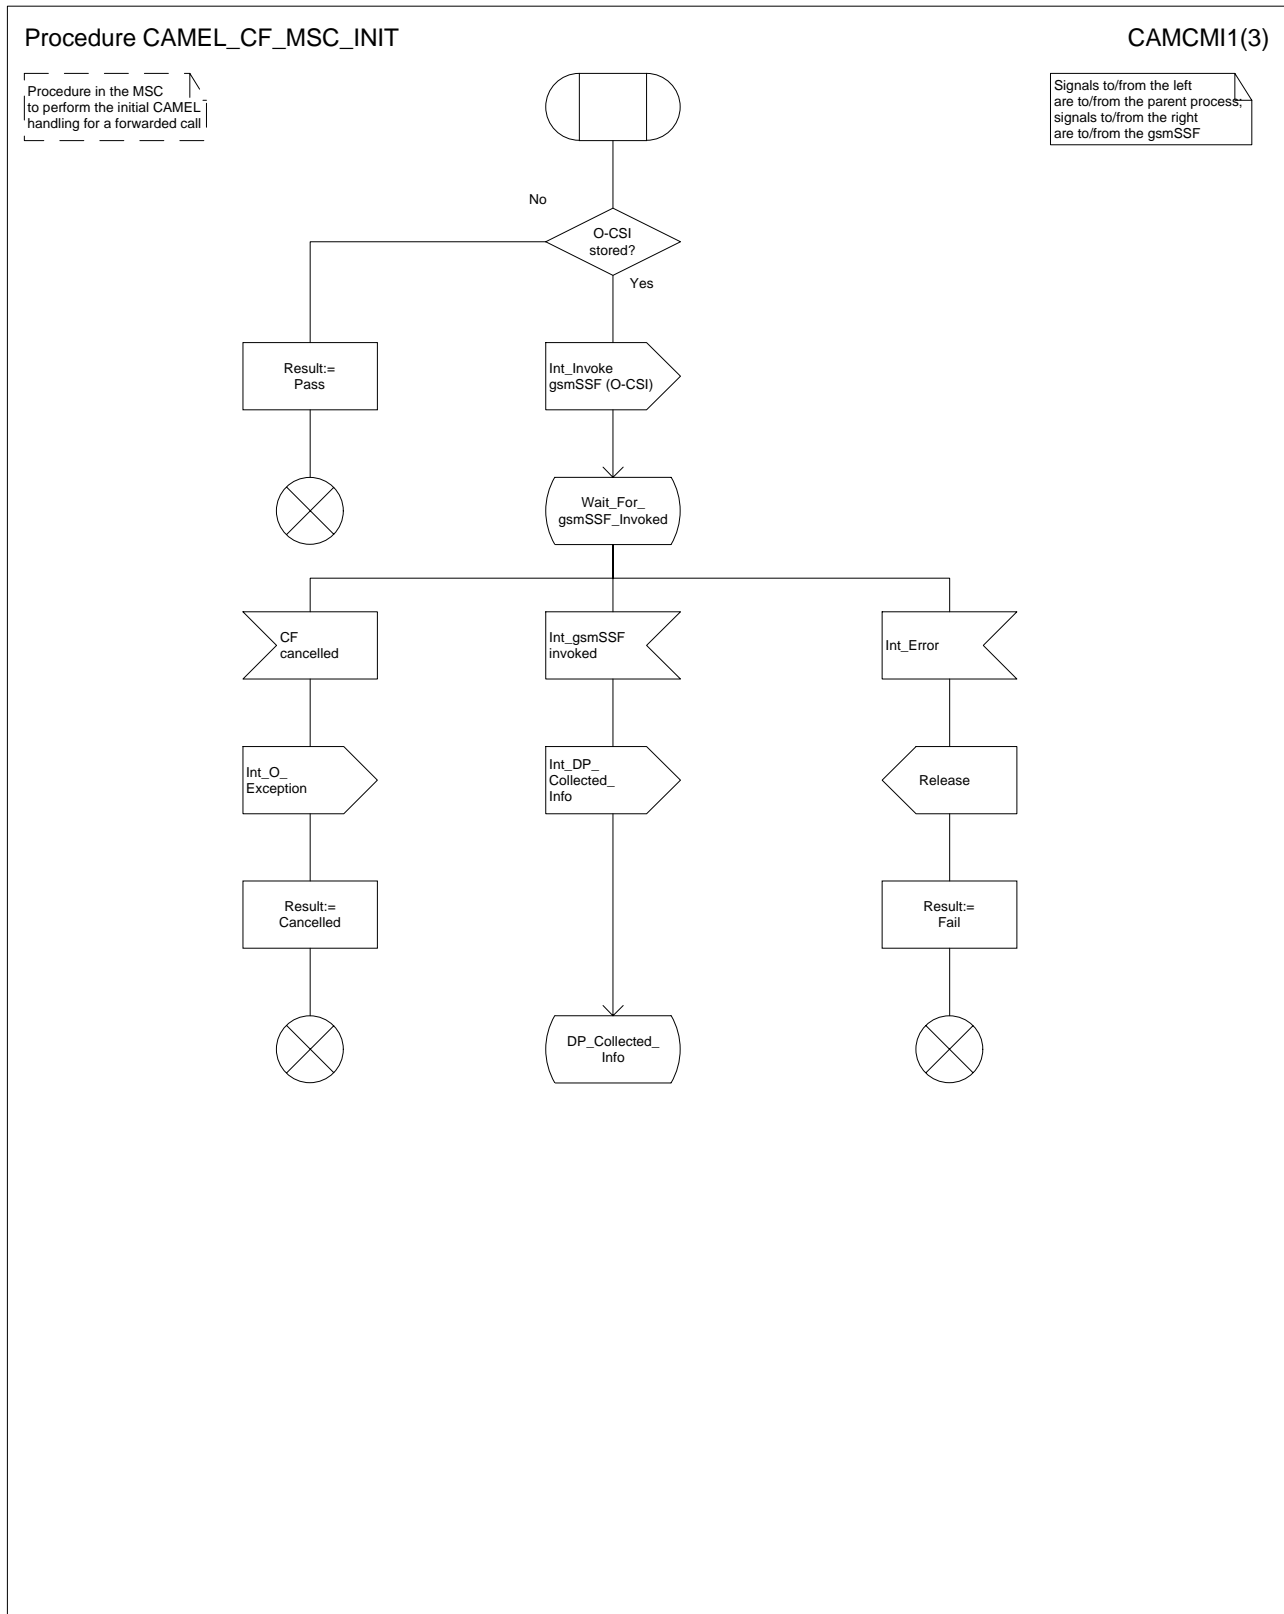 Procedure CAMEL_CF_MSC_INIT
CAMCMI1(3)
Procedure in the MSC
to perform the initial CAMEL
handling for a forwarded call
Signals to/from the left
are to/from the parent process;
signals to/from the right
are to/from the gsmSSF
No
O-CSI
stored?
Yes
Result:=
Pass
Int_Invoke
gsmSSF (O-CSI)
Wait_For_
gsmSSF_Invoked
CF
cancelled
Int_gsmSSF
invoked
Int_Error
Int_O_
Exception
Int_DP_
Collected_
Info
Release
Result:=
Cancelled
Result:=
Fail
DP_Collected_
Info